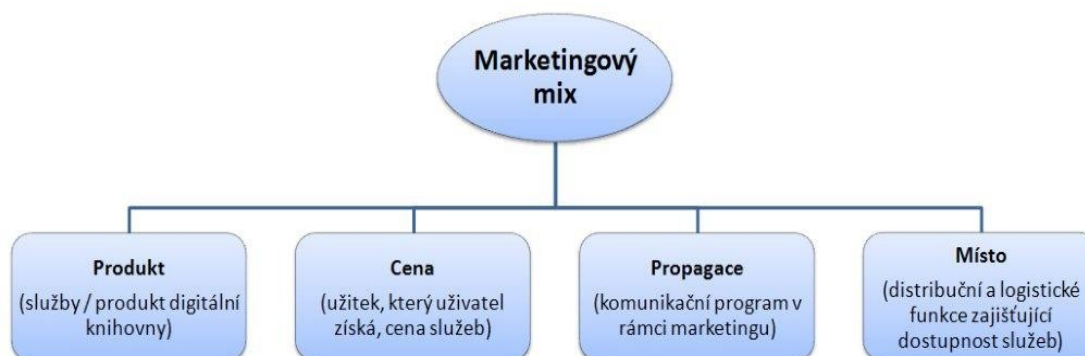 Marketingový
mix
Produkt
(služby / produkt digitální
knihovny)
Cena
(užitek, který uživatel
získá, cena služeb)
Propagace
(komunikační program v
rámci marketingu)
Místo
(distribuční a logistické
funkce zajišťující
dostupnost služeb)